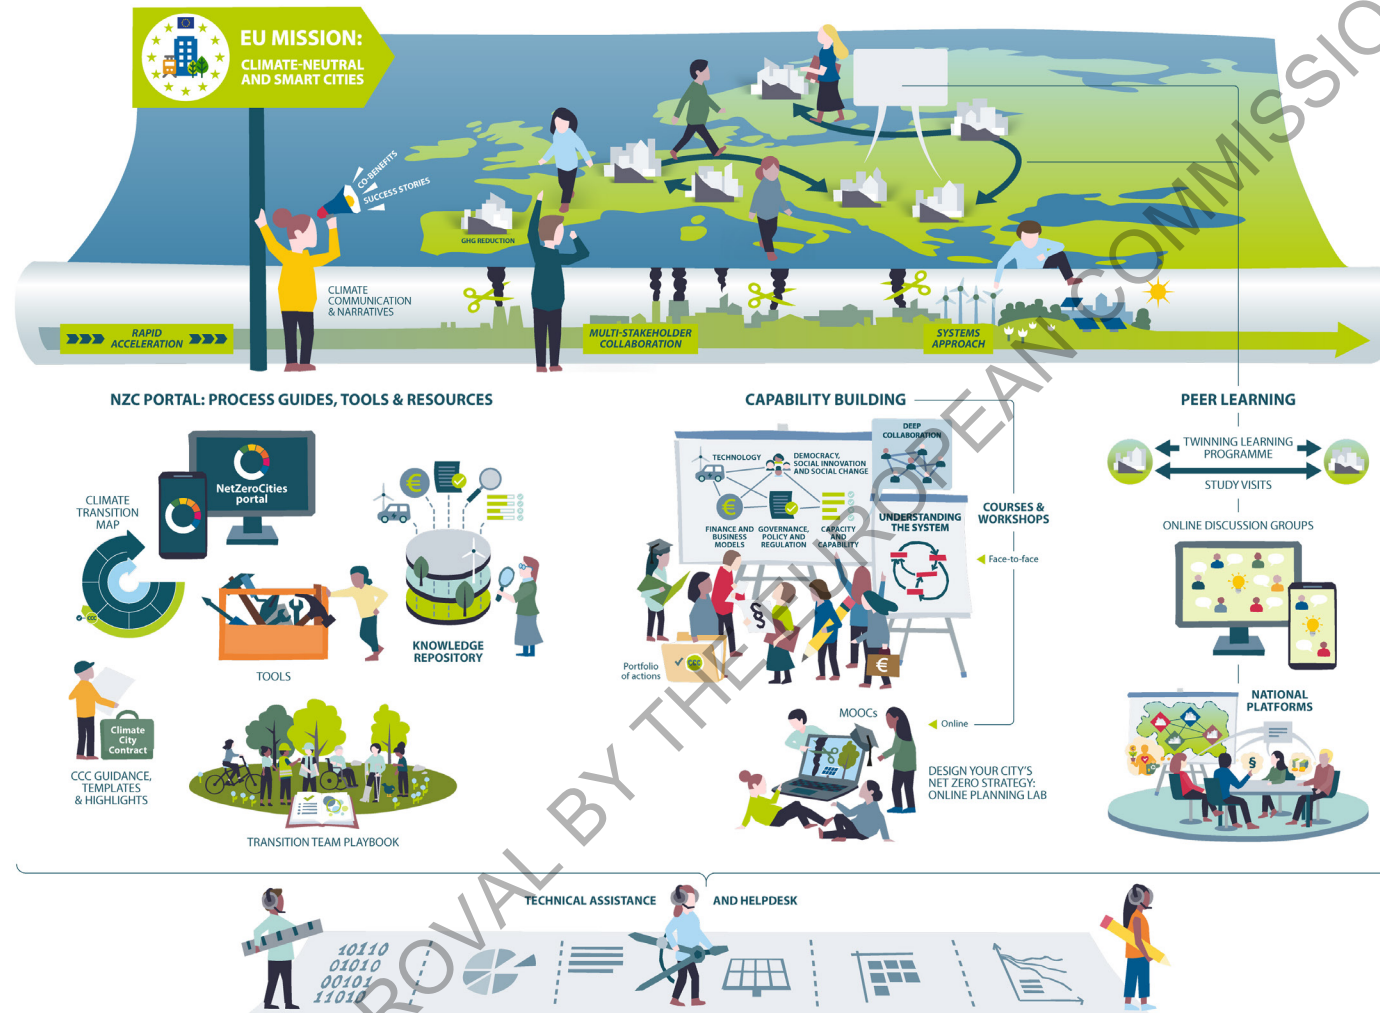 EU MISSION:
CLIMATE-NEUTRAL
AND SMART CITIES
CO-BENEFITS
SUCCESS STORIES
GHG REDUCTION
CLIMATE
COMMUNICATION
& NARRATIVES
RAPID
ACCELERATION
MULTI-STAKEHOLDER
COLLABORATION
SYSTEMS
APPROACH
NZC PORTAL: PROCESS GUIDES, TOOLS & RESOURCES
NetZeroCities
portal
CLIMATE
TRANSITION
MAP
CCC
TOOLS
€
KNOWLEDGE
REPOSITORY
Climate
City
Contract
CCC GUIDANCE,
TEMPLATES
& HIGHLIGHTS
TRANSITION TEAM PLAYBOOK
CAPABILITY BUILDING
DEEP
COLLABORATION
TECHNOLOGY
DEMOCRACY,
SOCIAL INNOVATION
AND SOCIAL CHANGE
€
FINANCE AND
BUSINESS
MODELS
GOVERNANCE,
POLICY AND
REGULATION
CAPACITY
AND
CAPABILITY
UNDERSTANDING
THE SYSTEM
COURSES &
WORKSHOPS
Face-to-face
§
€
Portfolio
of actions
CCC
MOOCs
Online
DESIGN YOUR CITY'S
NET ZERO STRATEGY:
ONLINE PLANNING LAB
PEER LEARNING
TWINNING LEARNING
PROGRAMME
STUDY VISITS
ONLINE DISCUSSION GROUPS
NATIONAL
PLATFORMS
§
TECHNICAL ASSISTANCE AND HELPDESK
10110
01010
00101
11010
ROVAL BY THE EUROPEAN COMMISSIO